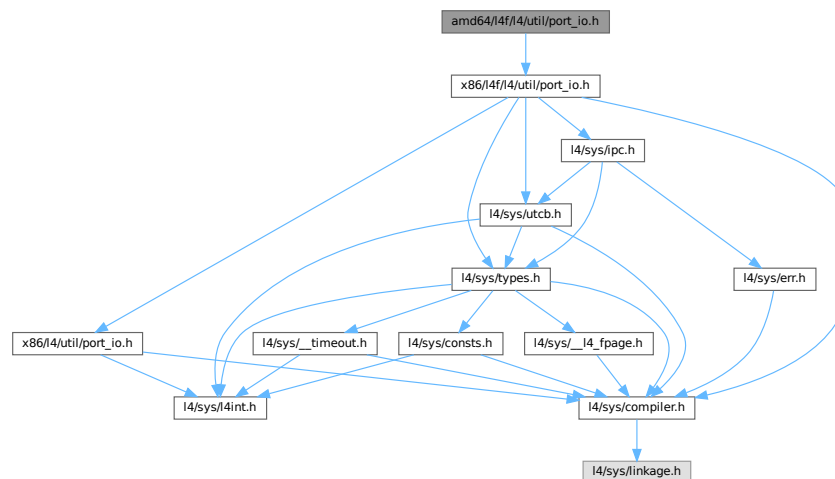 amd64/l4f/l4/util/port_io.h
x86/l4f/l4/util/port_io.h
l4/sys/ipc.h
l4/sys/utcb.h
l4/sys/types.h
l4/sys/err.h
x86/l4/util/port_io.h
l4/sys/__timeout.h
l4/sys/consts.h
l4/sys/__l4_fpage.h
l4/sys/l4int.h
l4/sys/compiler.h
l4/sys/linkage.h